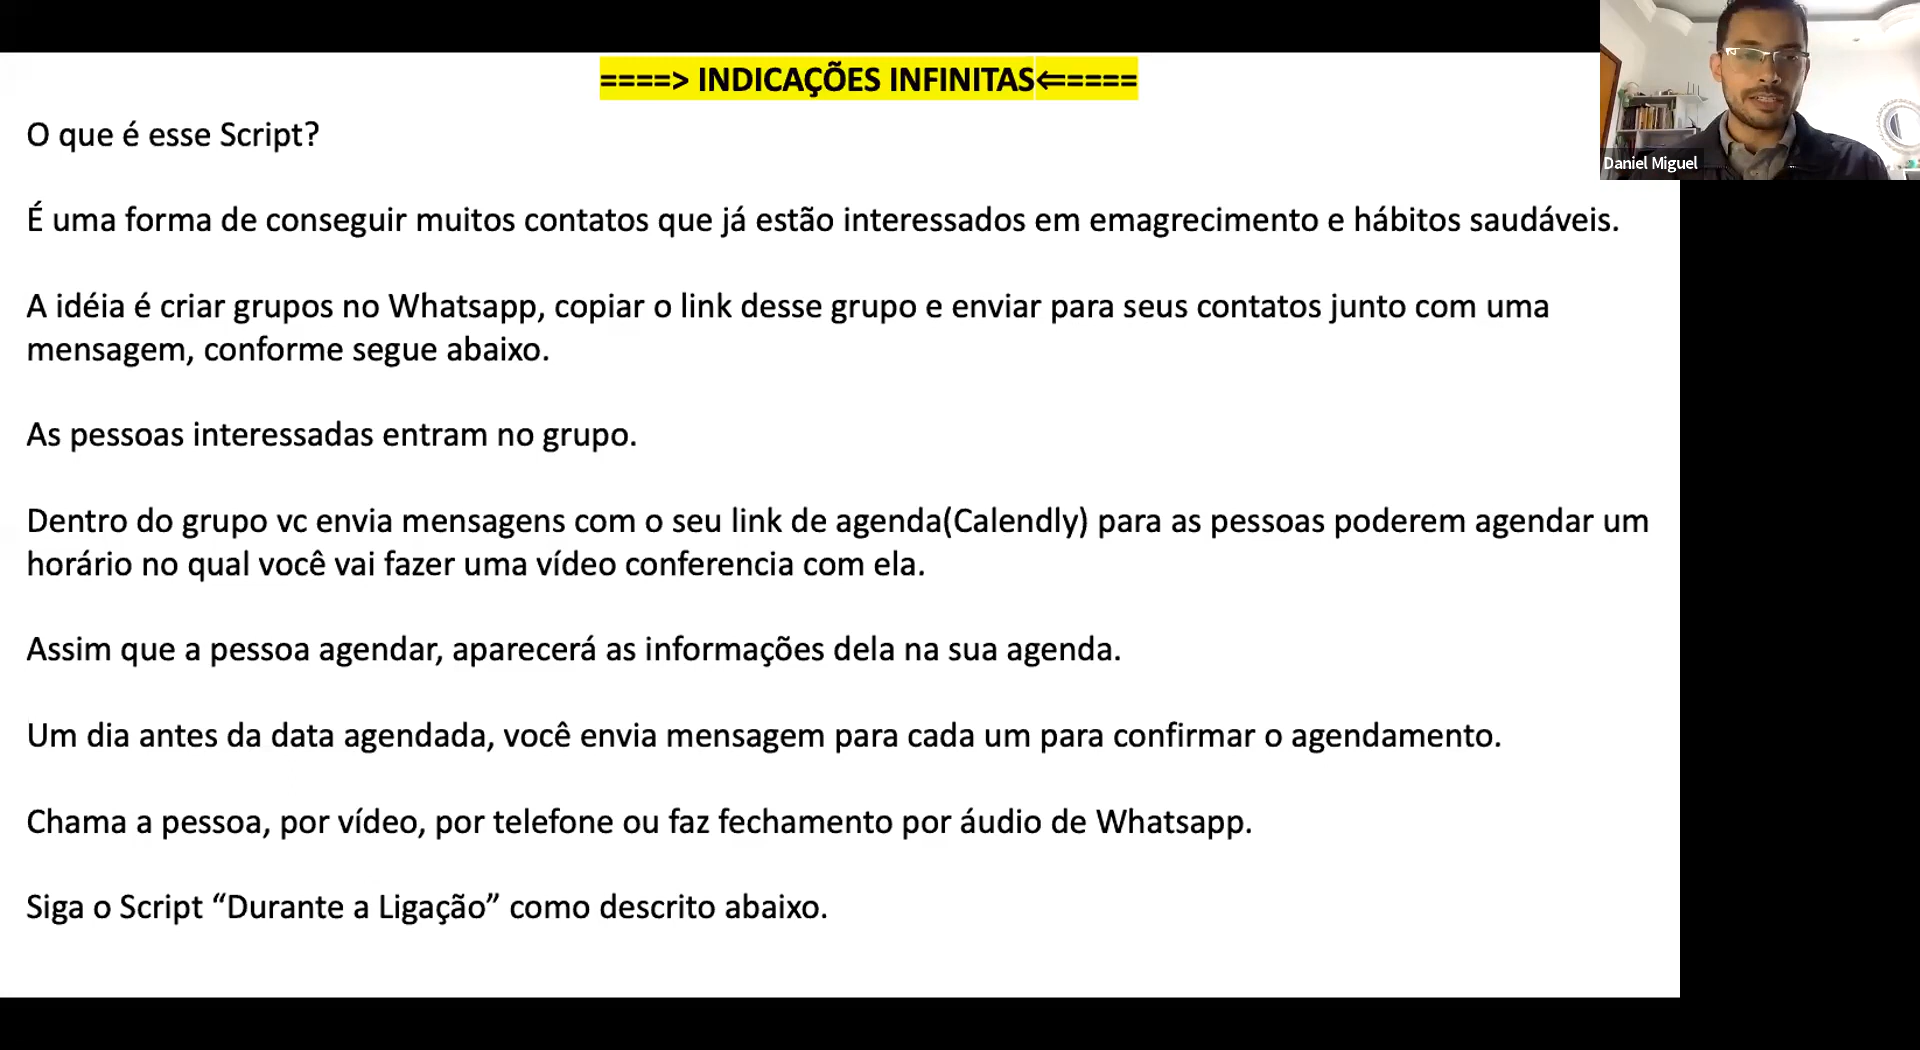 ====> INDICAÇÕES INFINITAS⇐====
O que é esse Script?
É uma forma de conseguir muitos contatos que já estão interessados em emagrecimento e hábitos saudáveis.
A idéia é criar grupos no Whatsapp, copiar o link desse grupo e enviar para seus contatos junto com uma
mensagem, conforme segue abaixo.
As pessoas interessadas entram no grupo.
Dentro do grupo vc envia mensagens com o seu link de agenda(Calendly) para as pessoas poderem agendar um
horário no qual você vai fazer uma vídeo conferencia com ela.
Assim que a pessoa agendar, aparecerá as informações dela na sua agenda.
Um dia antes da data agendada, você envia mensagem para cada um para confirmar o agendamento.
Chama a pessoa, por vídeo, por telefone ou faz fechamento por áudio de Whatsapp.
Siga o Script “Durante a Ligação” como descrito abaixo.
Daniel Miguel